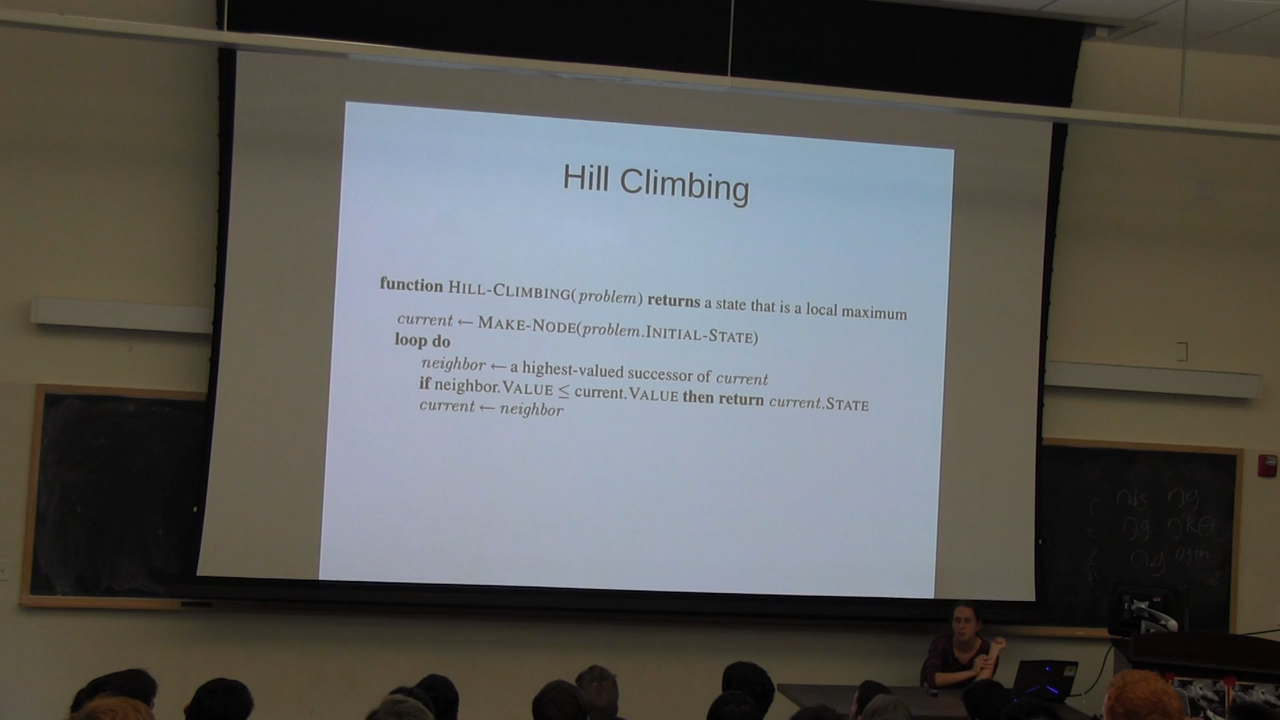 Hill Climbing
function HILL-CLIMBING(problem) returns a state that is a local maximum
current ← MAKE-NODE(problem.INITIAL-STATE)
loop do
neighbor ← a highest-valued successor of current
if neighbor.VALUE ≤ current.VALUE then return current.STATE
current ← neighbor